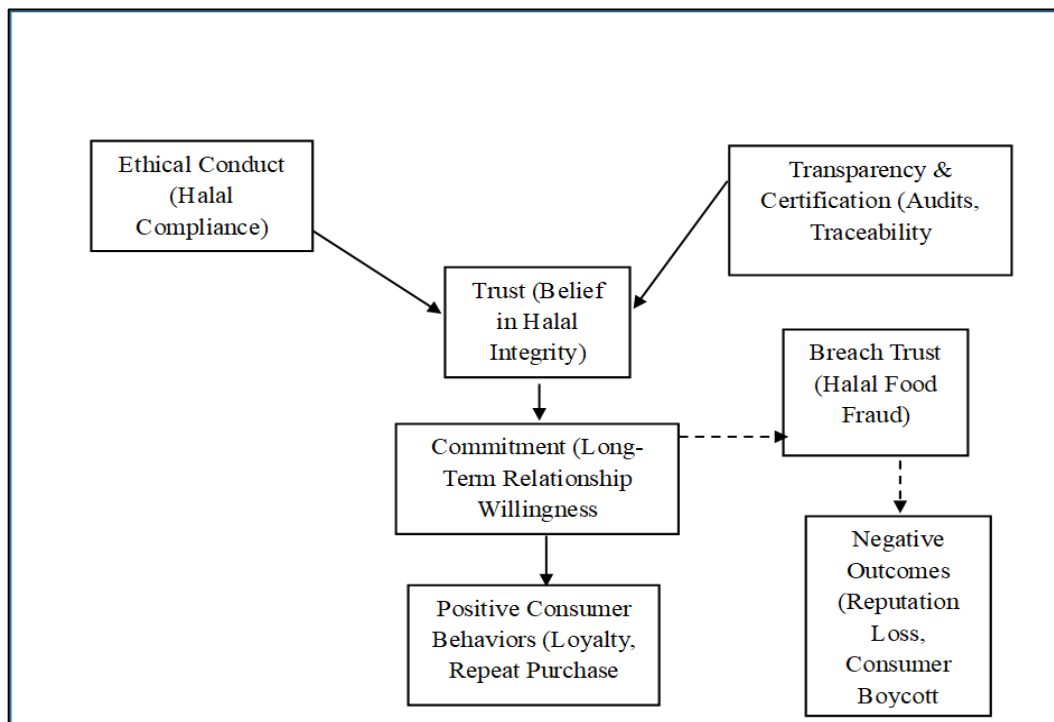 Ethical Conduct
(Halal
Compliance)
Transparency &
Certification (Audits,
Traceability
Trust (Belief
in Halal
Integrity)
Breach Trust
(Halal Food
Fraud)
Commitment (Long-
Term Relationship
Willingness
Negative
Outcomes
(Reputation
Loss,
Consumer
Boycott
Positive Consumer
Behaviors (Loyalty,
Repeat Purchase